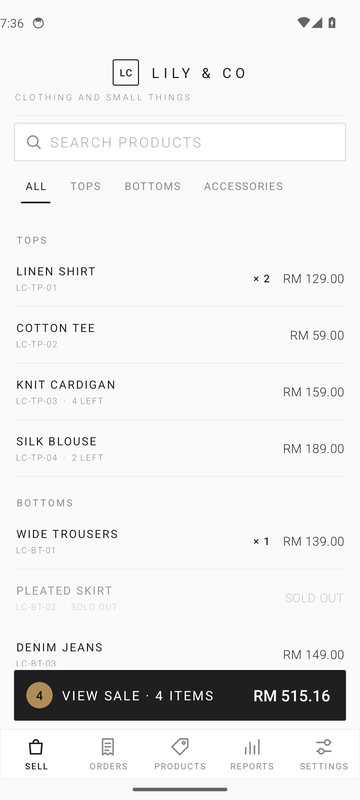 7:36
LC LILY & CO
CLOTHING AND SMALL THINGS
SEARCH PRODUCTS
ALL TOPS BOTTOMS ACCESSORIES
TOPS
LINEN SHIRT × 2 RM 129.00
LC-TP-01
COTTON TEE RM 59.00
LC-TP-02
KNIT CARDIGAN RM 159.00
LC-TP-03 · 4 LEFT
SILK BLOUSE RM 189.00
LC-TP-04 · 2 LEFT
BOTTOMS
WIDE TROUSERS × 1 RM 139.00
LC-BT-01
PLEATED SKIRT SOLD OUT
LC-BT-02 · SOLD OUT
DENIM JEANS RM 149.00
LC-BT-03
4 VIEW SALE · 4 ITEMS RM 515.16
SELL ORDERS PRODUCTS REPORTS SETTINGS